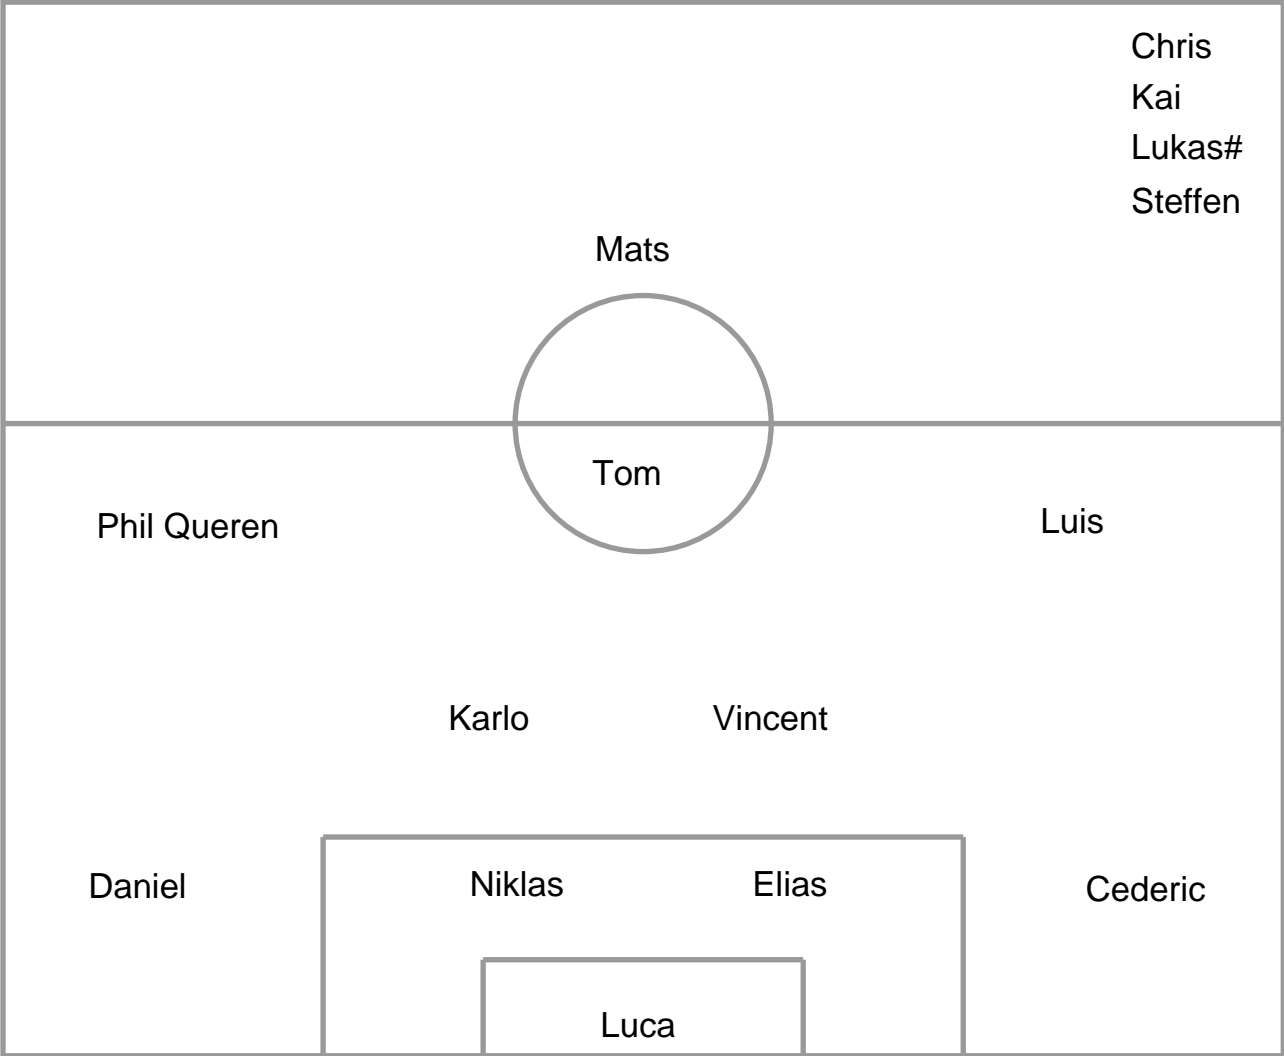 Chris
Kai
Lukas#
Steffen
Mats
Tom
Phil Queren
Luis
Karlo
Vincent
Daniel
Niklas
Elias
Cederic
Luca